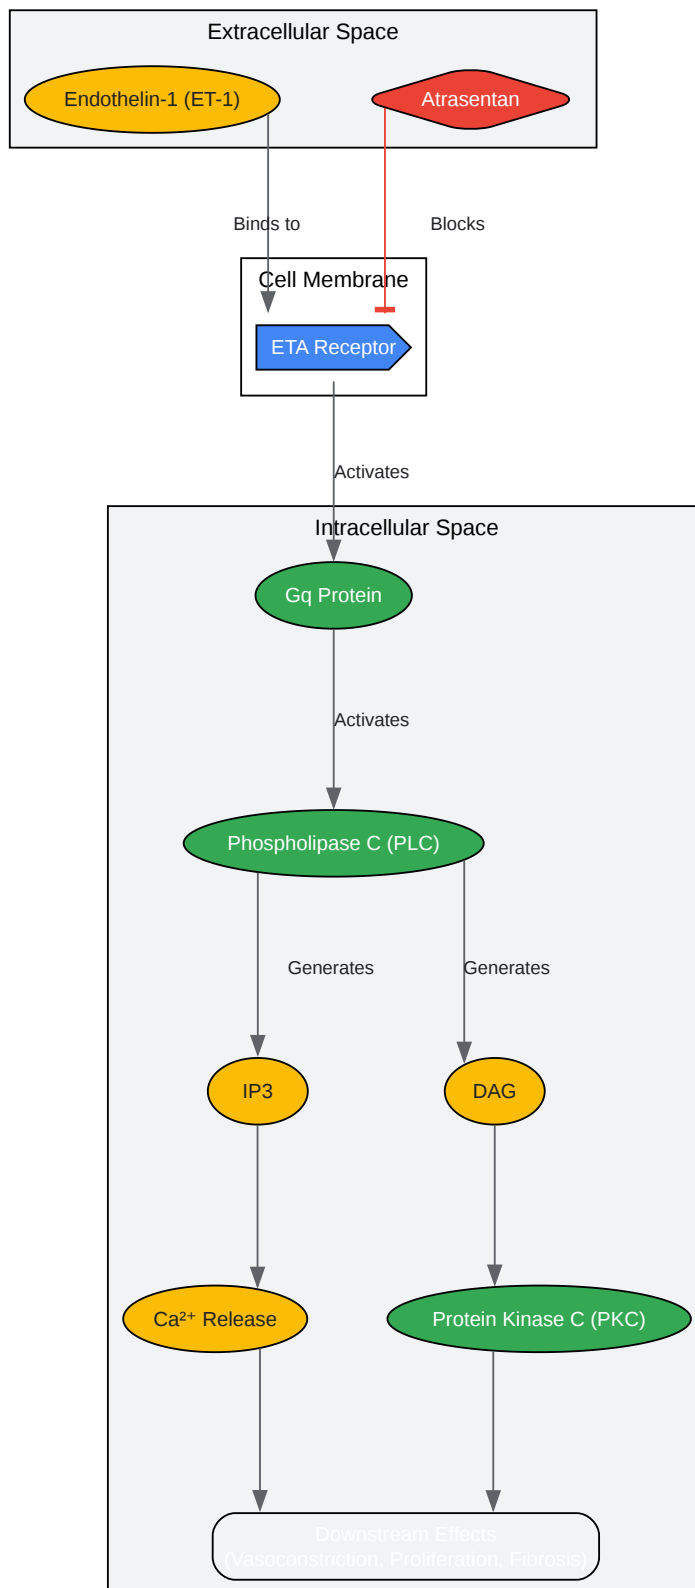 Extracellular Space
Endothelin-1 (ET-1)
Atrasentan
Binds to
Blocks
Cell Membrane
ETA Receptor
Activates
Intracellular Space
Gq Protein
Activates
Phospholipase C (PLC)
Generates
Generates
IP3
DAG
Ca²⁺ Release
Protein Kinase C (PKC)
Downstream Effects
(Vasoconstriction, Proliferation, Fibrosis)